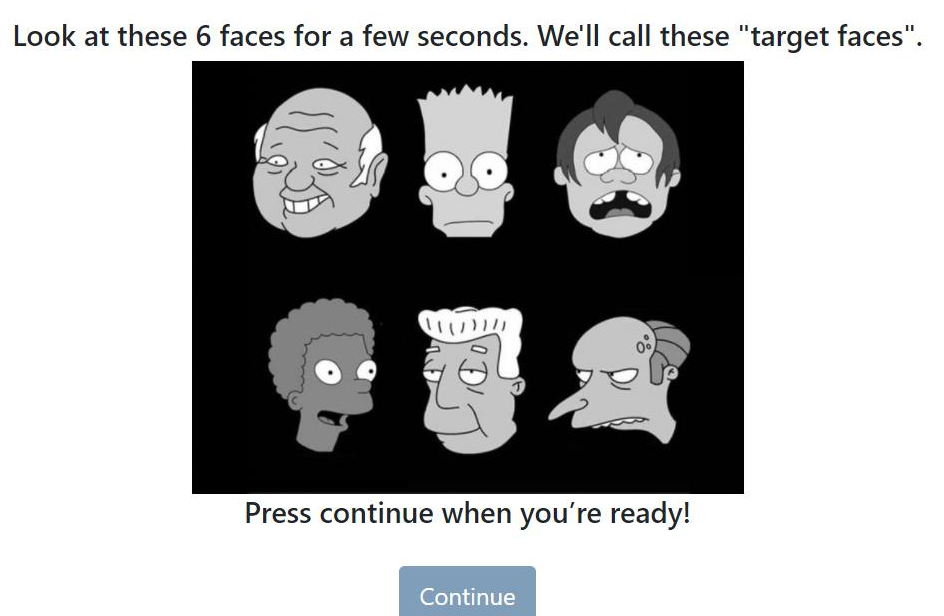 Look at these 6 faces for a few seconds. We'll call these "target faces".
Press continue when you’re ready!
Continue